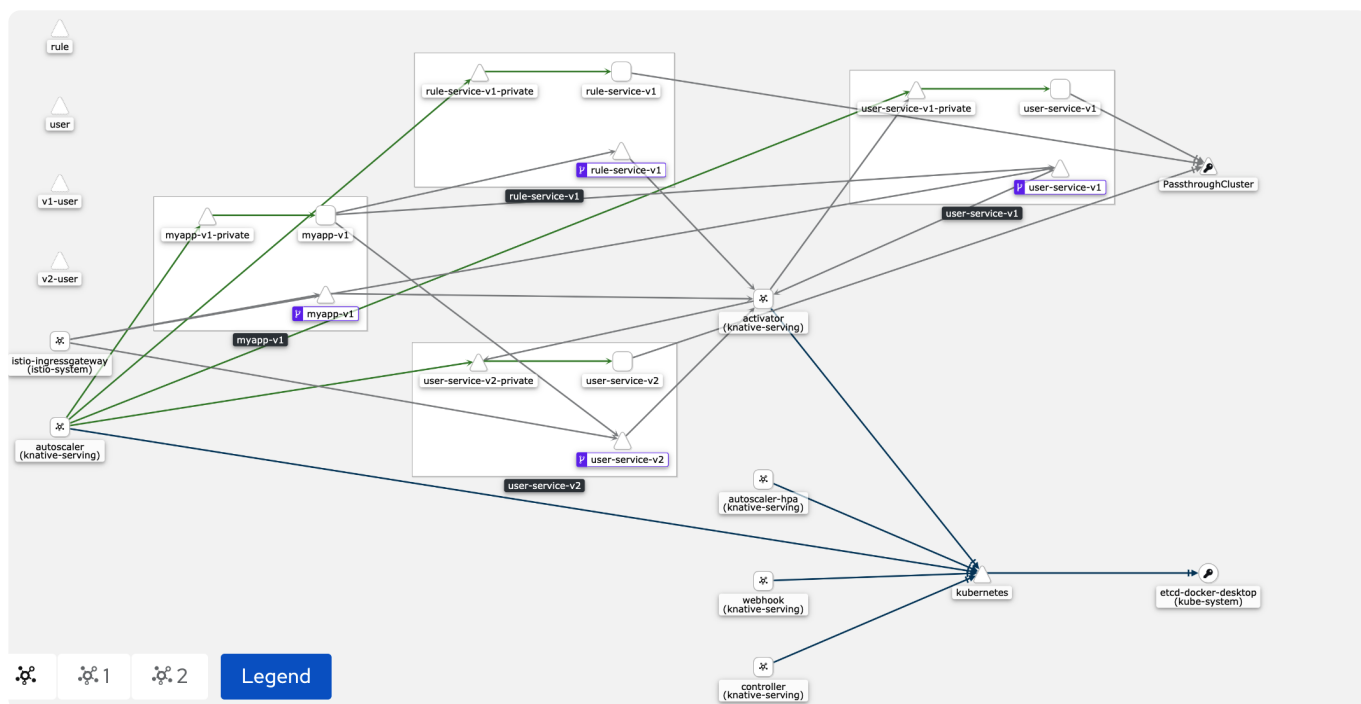 rule
user
v1-user
v2-user
istio-ingressgateway
(istio-system)
autoscaler
(knative-serving)
myapp-v1-private
myapp-v1
myapp-v1
myapp-v1
rule-service-v1-private
rule-service-v1
rule-service-v1
rule-service-v1
user-service-v2-private
user-service-v2
user-service-v2
user-service-v2
user-service-v1-private
user-service-v1
user-service-v1
user-service-v1
PassthroughCluster
activator
(knative-serving)
autoscaler-hpa
(knative-serving)
webhook
(knative-serving)
controller
(knative-serving)
kubernetes
etcd-docker-desktop
(kube-system)
1
2
Legend